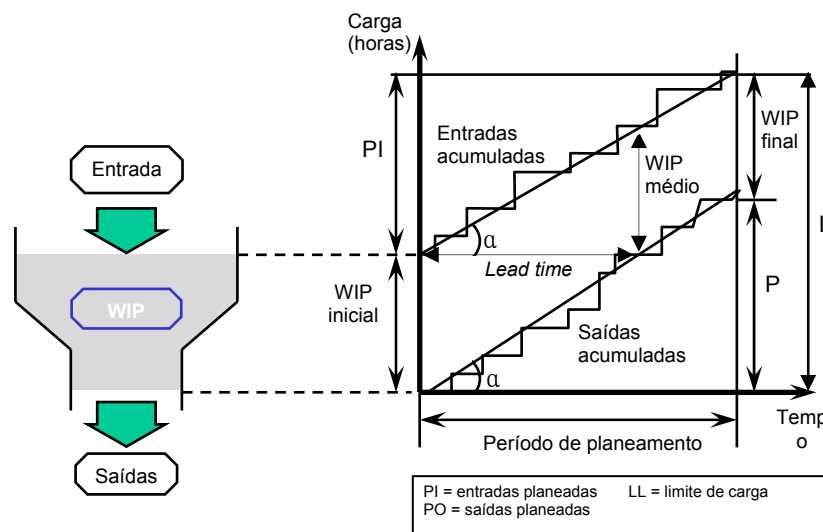 Carga
(horas)
Entrada
WIP
Saídas
PI
WIP
inicial
Entradas
acumuladas
α
Lead time
WIP
médio
Saídas
acumuladas
α
WIP
final
P
L
Período de planeamento
Temp
o
PI = entradas planeadas LL = limite de carga
PO = saídas planeadas